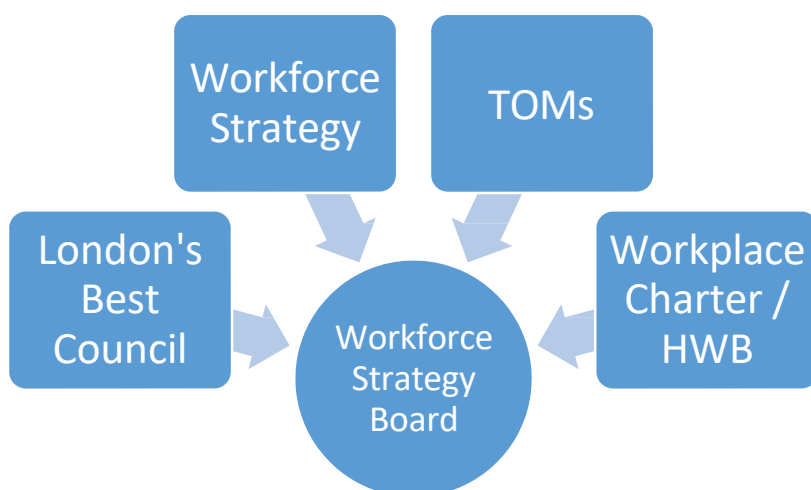 Workforce
Strategy
TOMs
London's
Best
Council
Workplace
Charter /
HWB
Workforce
Strategy
Board